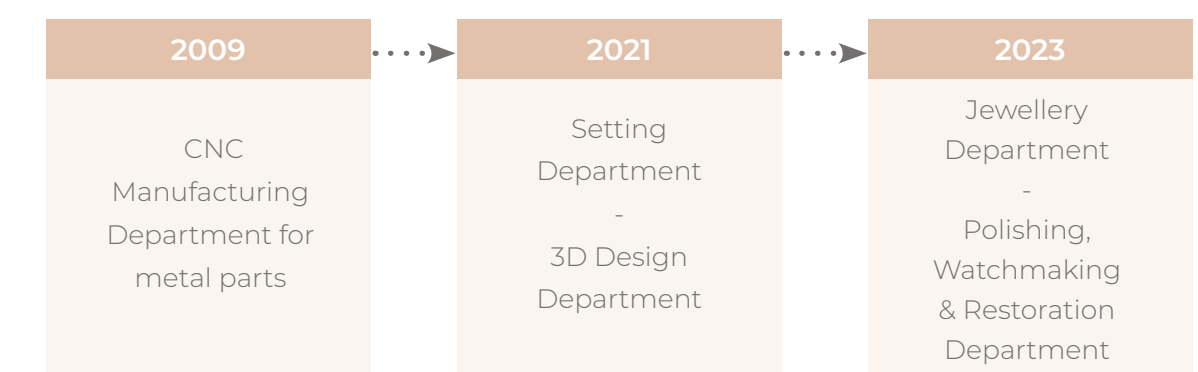 2009
CNC
Manufacturing
Department for
metal parts
2021
Setting
Department
-
3D Design
Department
2023
Jewellery
Department
-
Polishing,
Watchmaking
& Restoration
Department